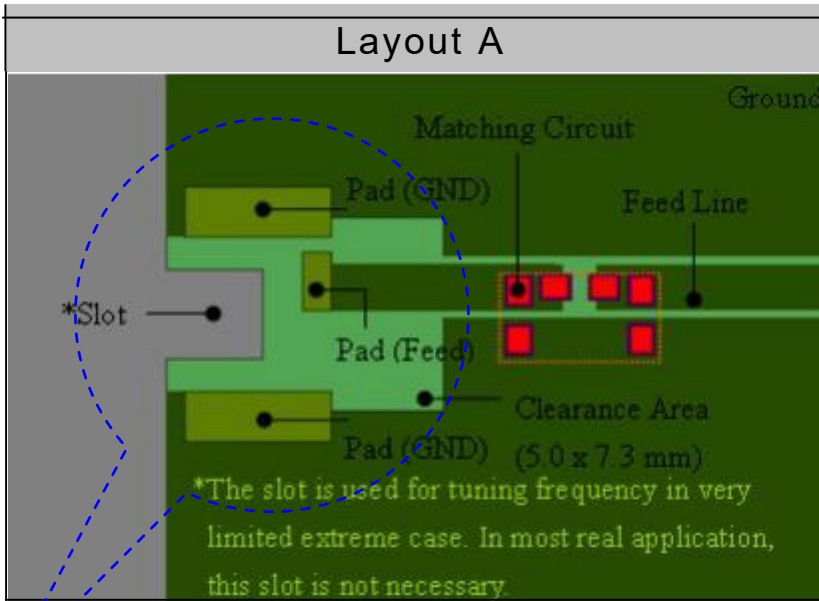 Layout A
Ground
Matching Circuit
Pad (GND)
Feed Line
*Slot
Pad (Feed)
Clearance Area
Pad (GND)
(5.0 x 7.3 mm)
*The slot is used for tuning frequency in very
limited extreme case. In most real application,
this slot is not necessary.